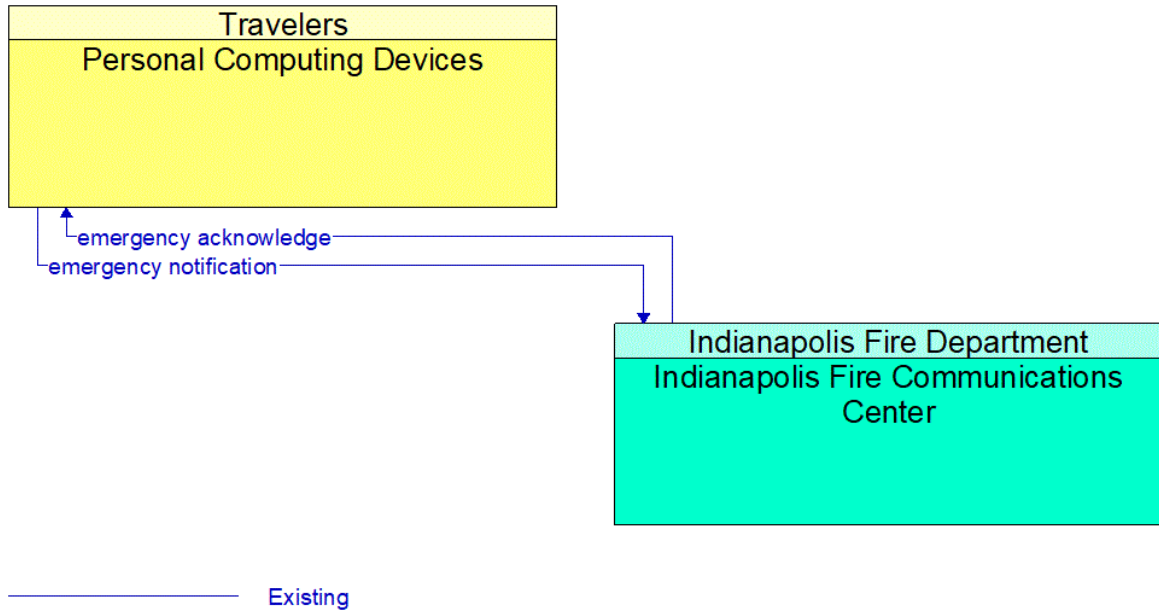 Travelers
Personal Computing Devices
emergency acknowledge
emergency notification
Indianapolis Fire Department
Indianapolis Fire Communications
Center
Existing